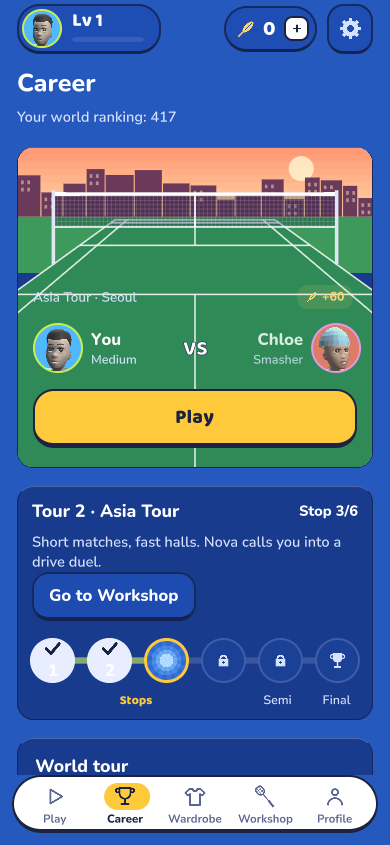 Lv 1
0 +
Career
Your world ranking: 417
Asia Tour · Seoul
+60
You
Medium
VS
Chloe
Smasher
Play
Tour 2 · Asia Tour
Stop 3/6
Short matches, fast halls. Nova calls you into a
drive duel.
Go to Workshop
1
2
Stops
Semi
Final
World tour
Play
Career
Wardrobe
Workshop
Profile